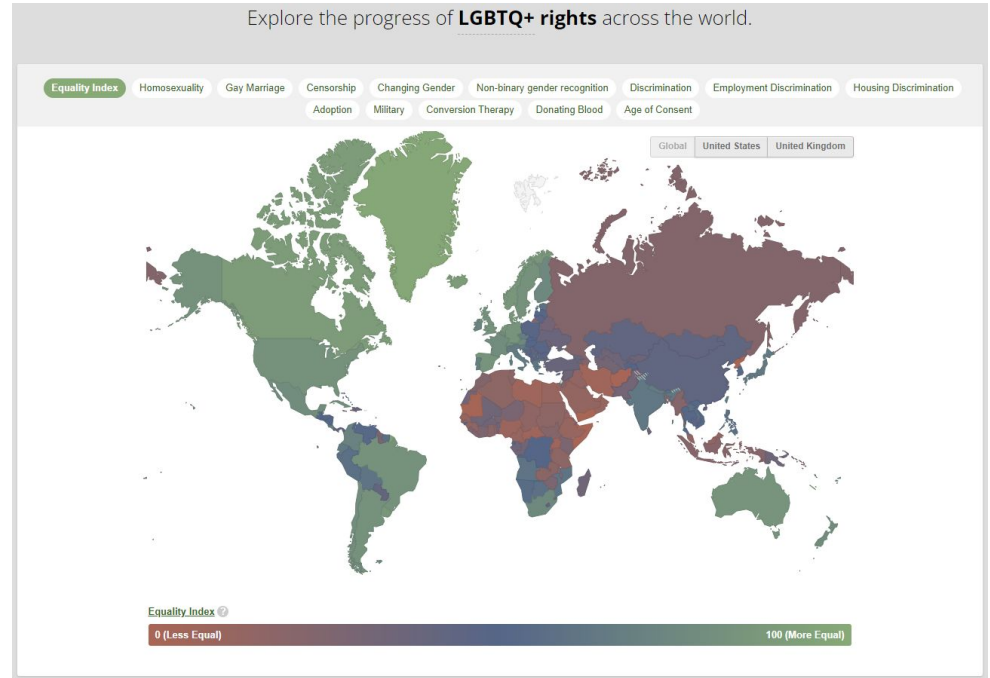 Explore the progress of LGBTQ+ rights across the world.
Equality Index Homosexuality Gay Marriage Censorship Changing Gender Non-binary gender recognition Discrimination Employment Discrimination Housing Discrimination
Adoption Military Conversion Therapy Donating Blood Age of Consent
Global United States United Kingdom
Equality Index ?
0 (Less Equal) 100 (More Equal)